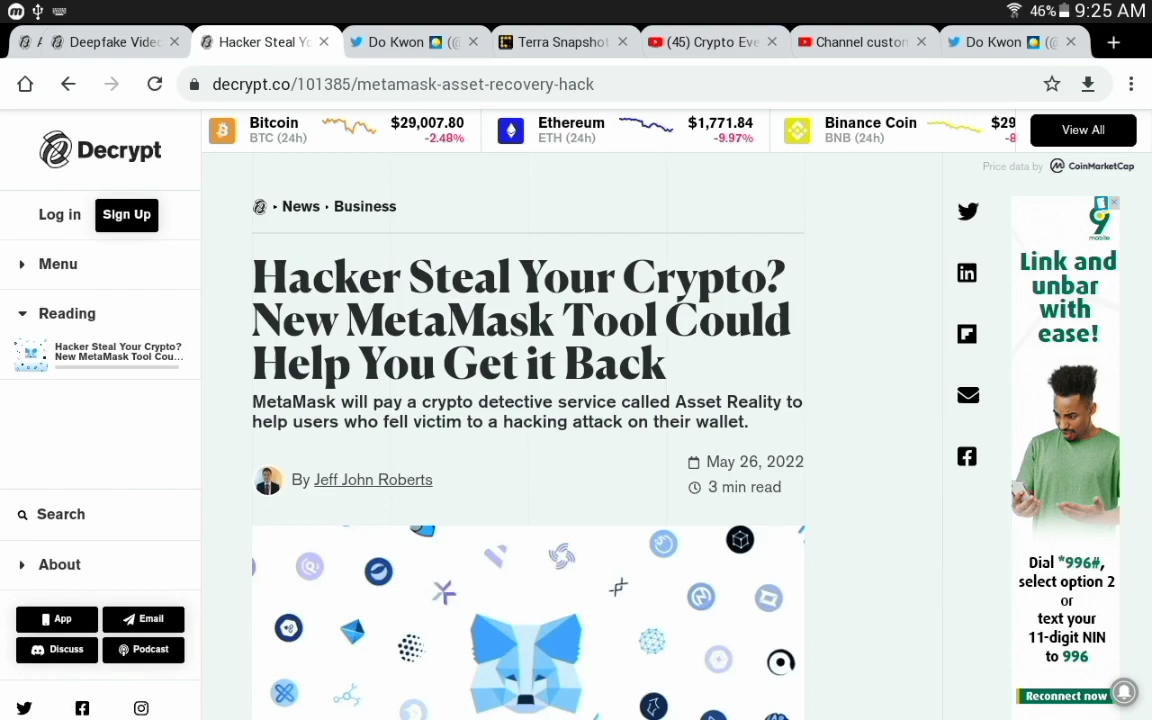 46% 9:25 AM
Deepfake Videc
Hacker Steal Yo
Do Kwon
Terra Snapshot
(45) Crypto Eve
Channel custon
Do Kwon
decrypt.co/101385/metamask-asset-recovery-hack
Decrypt
Log in
Sign Up
Menu
Reading
Hacker Steal Your Crypto?
New MetaMask Tool Cou...
Search
About
App
Email
Discuss
Podcast
Bitcoin $29,007.80
BTC (24h) -2.48%
Ethereum $1,771.84
ETH (24h) -9.97%
Binance Coin $29
BNB (24h) -8
View All
Price data by CoinMarketCap
News · Business
Hacker Steal Your Crypto?
New MetaMask Tool Could
Help You Get it Back
MetaMask will pay a crypto detective service called Asset Reality to
help users who fell victim to a hacking attack on their wallet.
By Jeff John Roberts
May 26, 2022
3 min read
9
mobile
Link and
unbar
with
ease!
Dial *996#,
select option 2
or
text your
11-digit NIN
to 996
Reconnect now